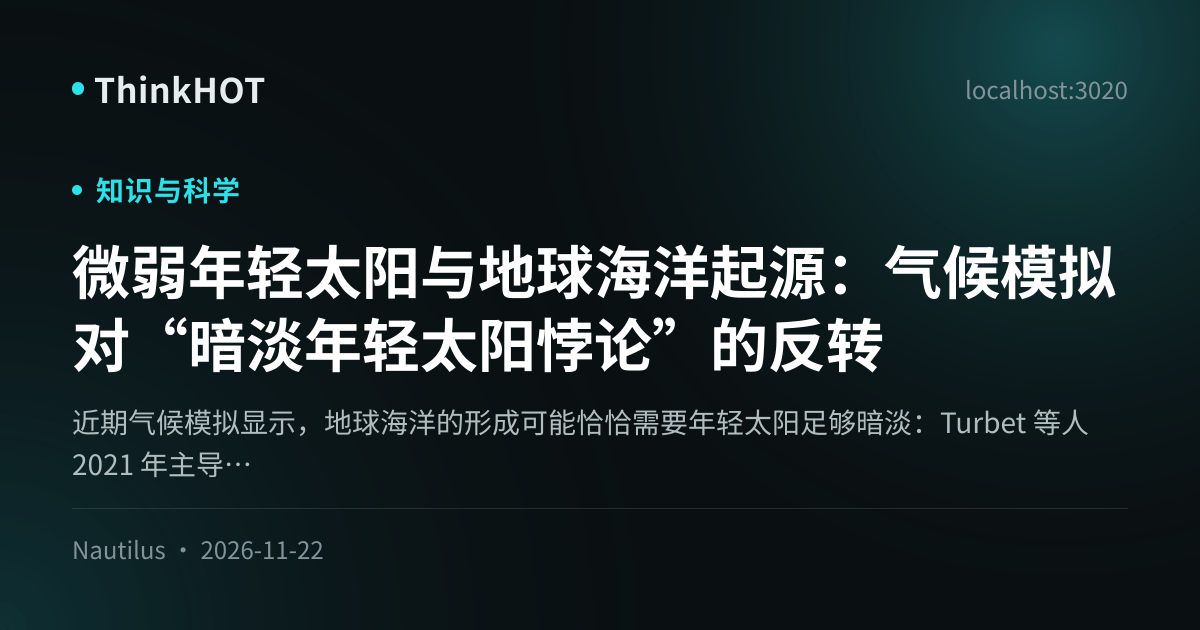 ThinkHOT
localhost:3020
知识与科学
微弱年轻太阳与地球海洋起源：气候模拟
对“暗淡年轻太阳悖论”的反转
近期气候模拟显示，地球海洋的形成可能恰恰需要年轻太阳足够暗淡：Turbet 等人
2021 年主导…
Nautilus · 2026-11-22